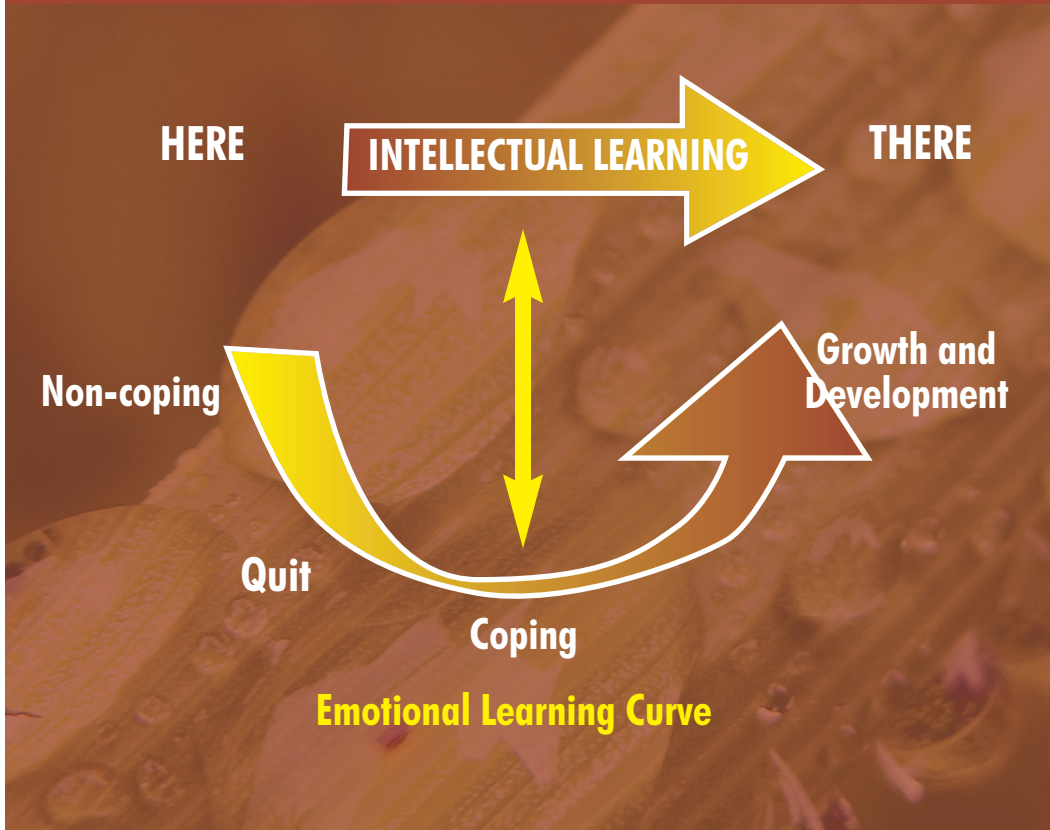 HERE
INTELLECTUAL LEARNING
THERE
Non-coping
Growth and
Development
Quit
Coping
Emotional Learning Curve